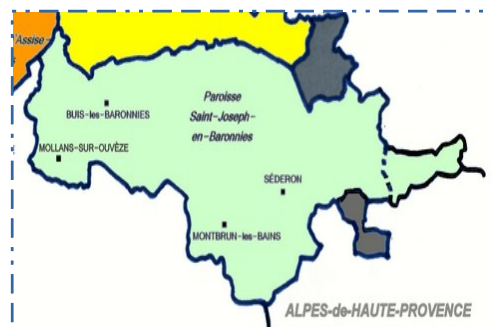 'Assise-
Paroisse
Saint-Joseph-
en-Baronnies
BUIS-les-BARONNIES
MOLLANS-SUR-OUVÈZE
SÉDERON
MONTBRUN-les-BAINS
ALPES-de-HAUTE-PROVENCE